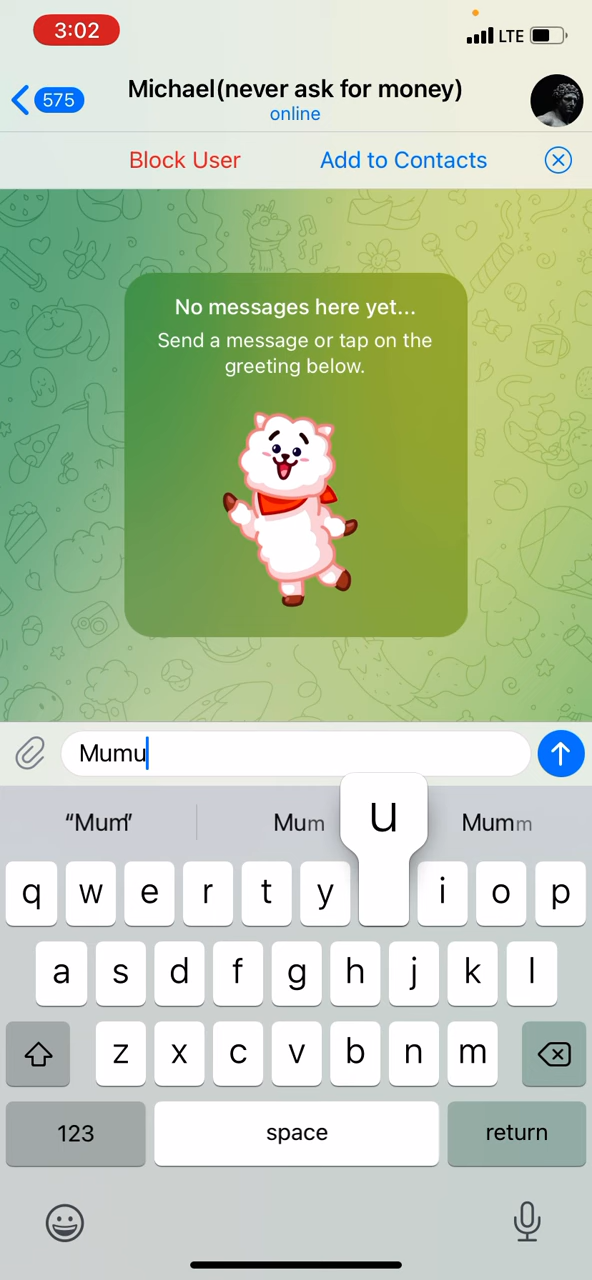 3:02
LTE
575
Michael(never ask for money)
online
Block User
Add to Contacts
No messages here yet...
Send a message or tap on the
greeting below.
Mumu
“Mum”
Mumm
Mummm
u
q w e r t y i o p
a s d f g h j k l
z x c v b n m
123
space
return